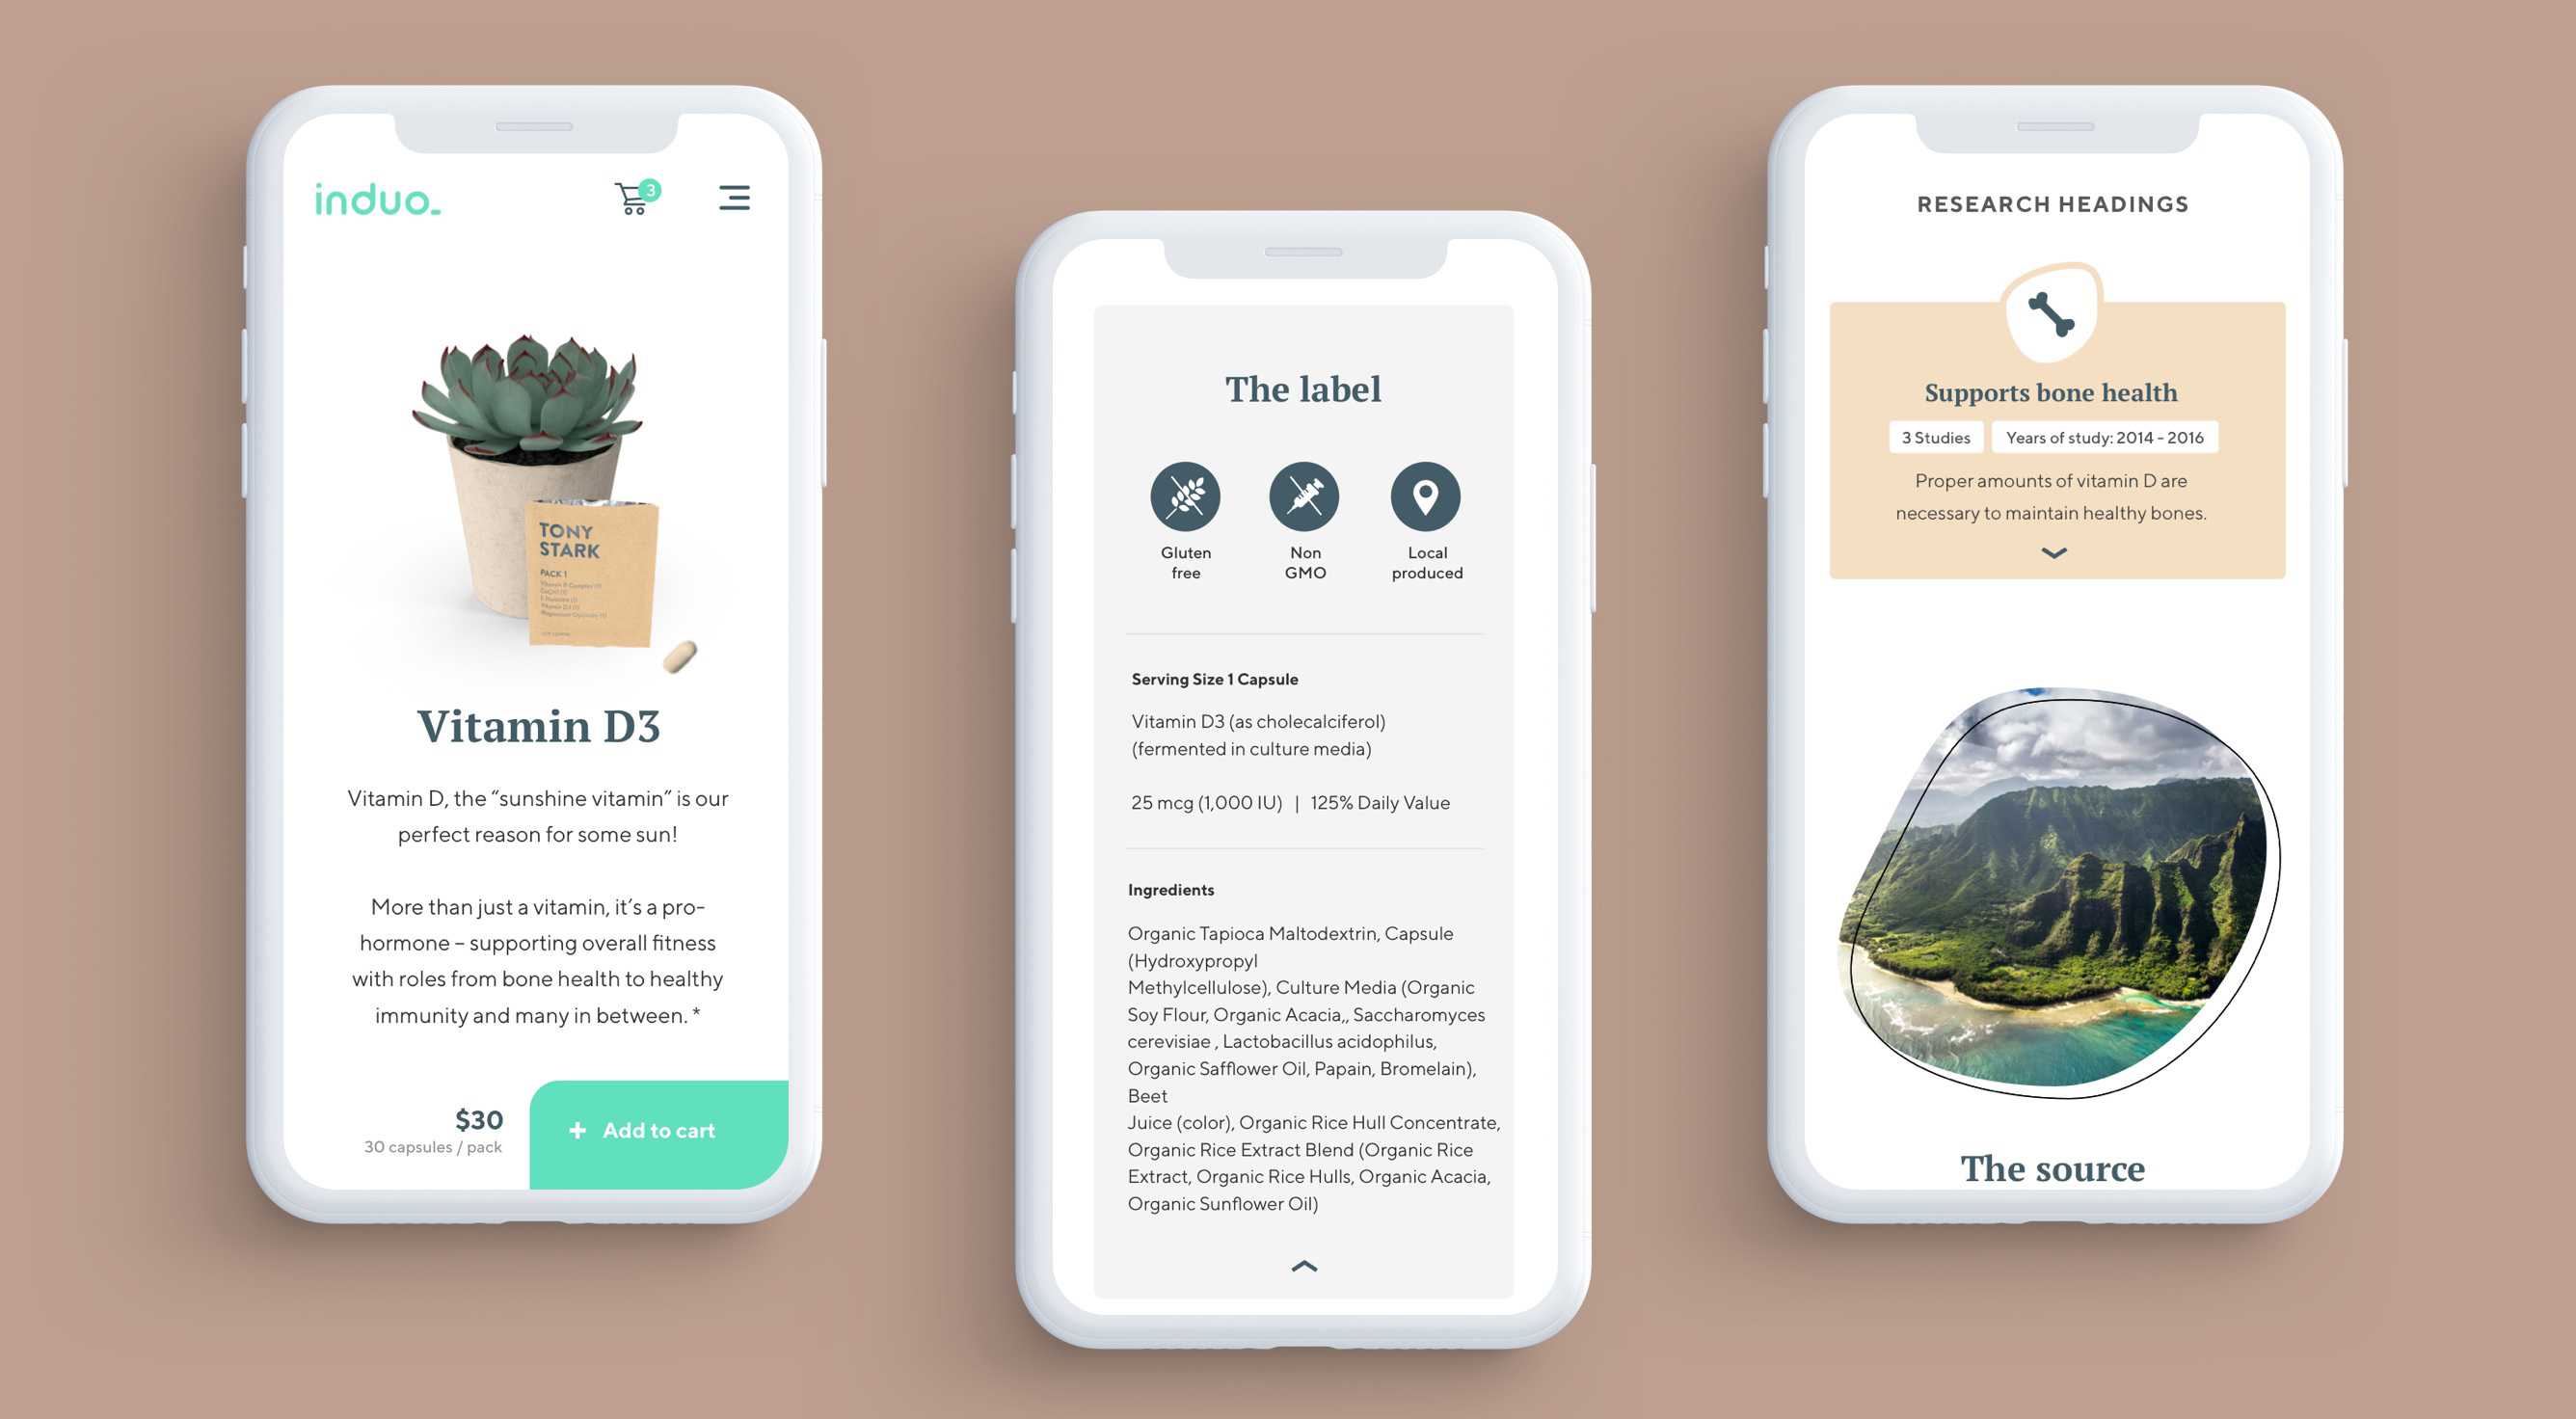 induo.
3
TONY
STARK
PACK 1
Vitamin D3
Vitamin D, the “sunshine vitamin” is our
perfect reason for some sun!
More than just a vitamin, it’s a pro-
hormone – supporting overall fitness
with roles from bone health to healthy
immunity and many in between. *
$30
30 capsules / pack
+ Add to cart
The label
Gluten
free
Non
GMO
Local
produced
Serving Size 1 Capsule
Vitamin D3 (as cholecalciferol)
(fermented in culture media)
25 mcg (1,000 IU) | 125% Daily Value
Ingredients
Organic Tapioca Maltodextrin, Capsule
(Hydroxypropyl
Methylcellulose), Culture Media (Organic
Soy Flour, Organic Acacia,, Saccharomyces
cerevisiae , Lactobacillus acidophilus,
Organic Safflower Oil, Papain, Bromelain),
Beet
Juice (color), Organic Rice Hull Concentrate,
Organic Rice Extract Blend (Organic Rice
Extract, Organic Rice Hulls, Organic Acacia,
Organic Sunflower Oil)
RESEARCH HEADINGS
Supports bone health
3 Studies
Years of study: 2014 - 2016
Proper amounts of vitamin D are
necessary to maintain healthy bones.
The source